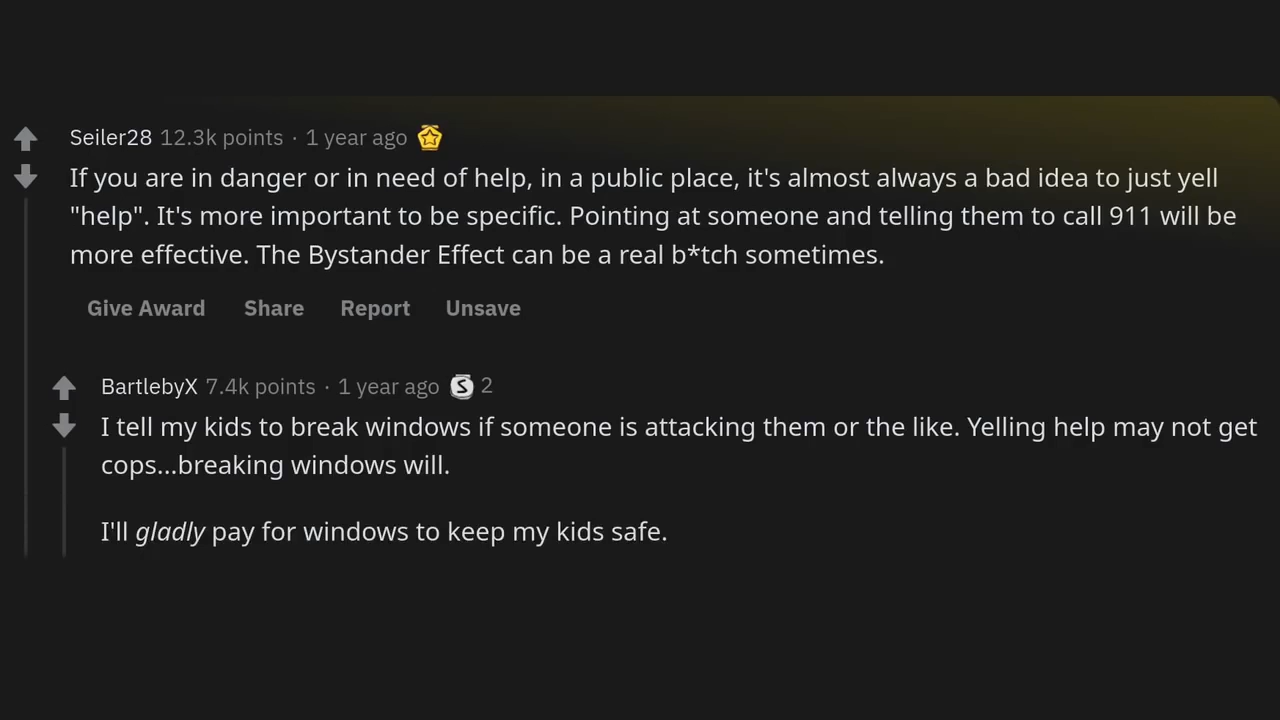 Seiler28 12.3k points · 1 year ago
If you are in danger or in need of help, in a public place, it's almost always a bad idea to just yell
"help". It's more important to be specific. Pointing at someone and telling them to call 911 will be
more effective. The Bystander Effect can be a real b*tch sometimes.
Give Award Share Report Unsave
BartlebyX 7.4k points · 1 year ago S 2
I tell my kids to break windows if someone is attacking them or the like. Yelling help may not get
cops...breaking windows will.
I'll gladly pay for windows to keep my kids safe.